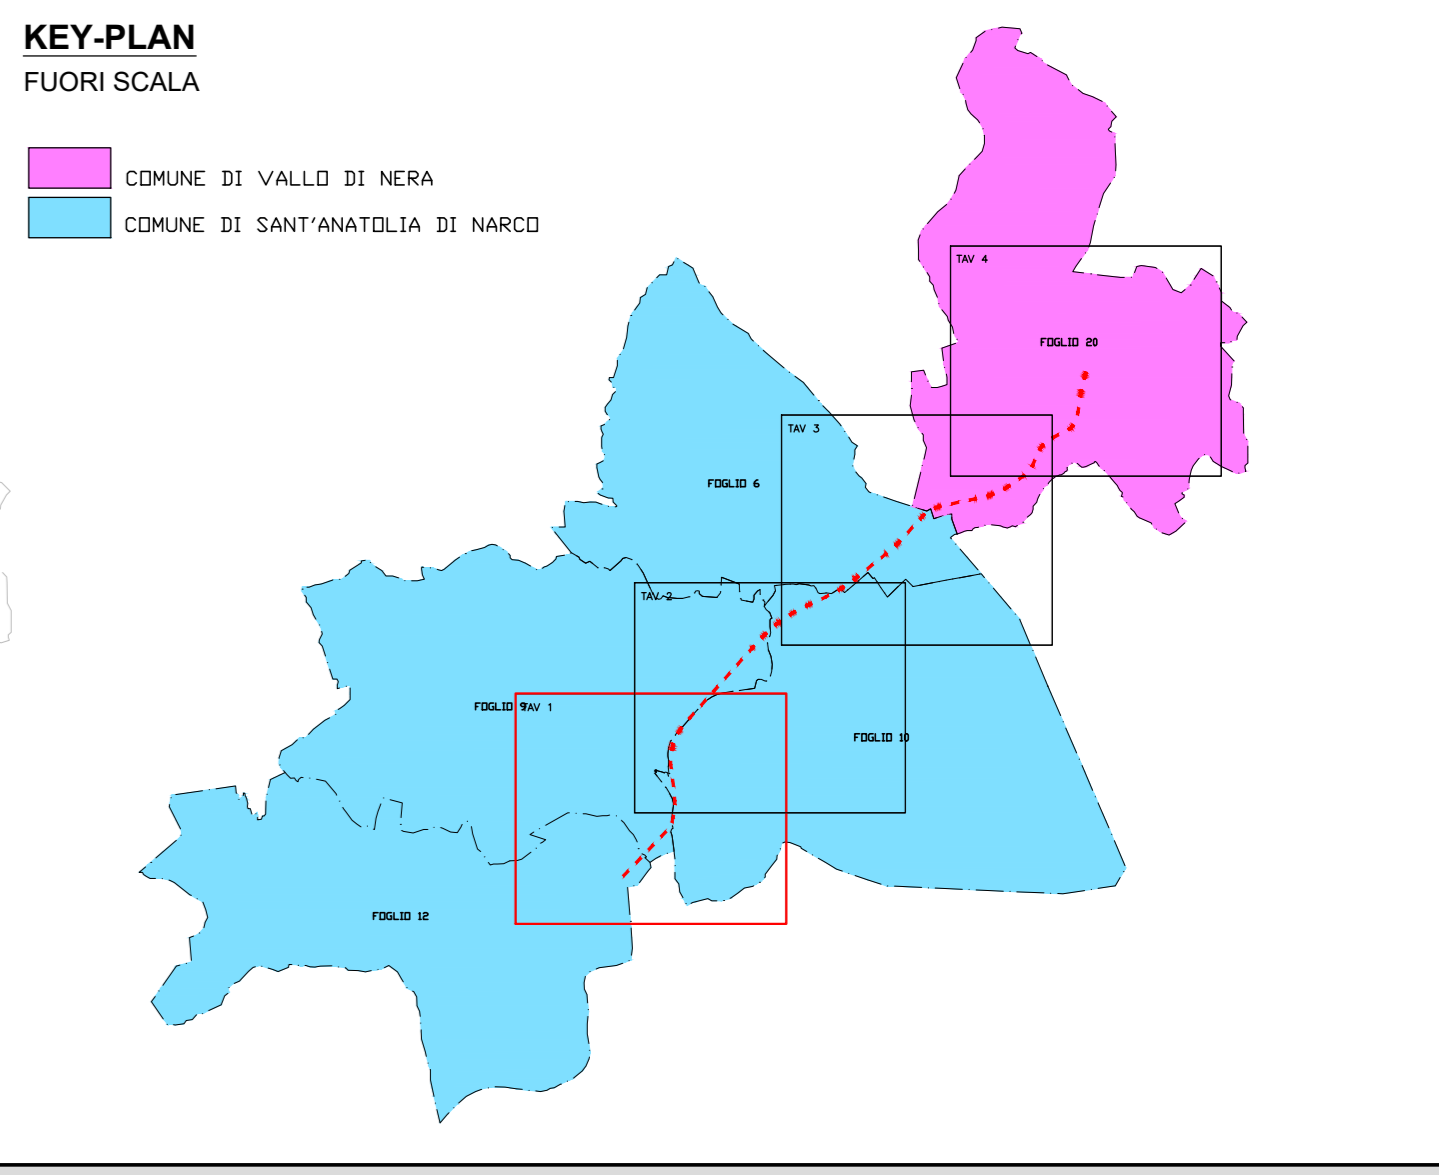 KEY-PLAN
FUORI SCALA
COMUNE DI VALLO DI NERA
COMUNE DI SANT'ANATOLIA DI NARCO
TAV 4
FOGLIO 20
TAV 3
FOGLIO 6
TAV 2
FOGLIO 9
TAV 1
FOGLIO 10
FOGLIO 12